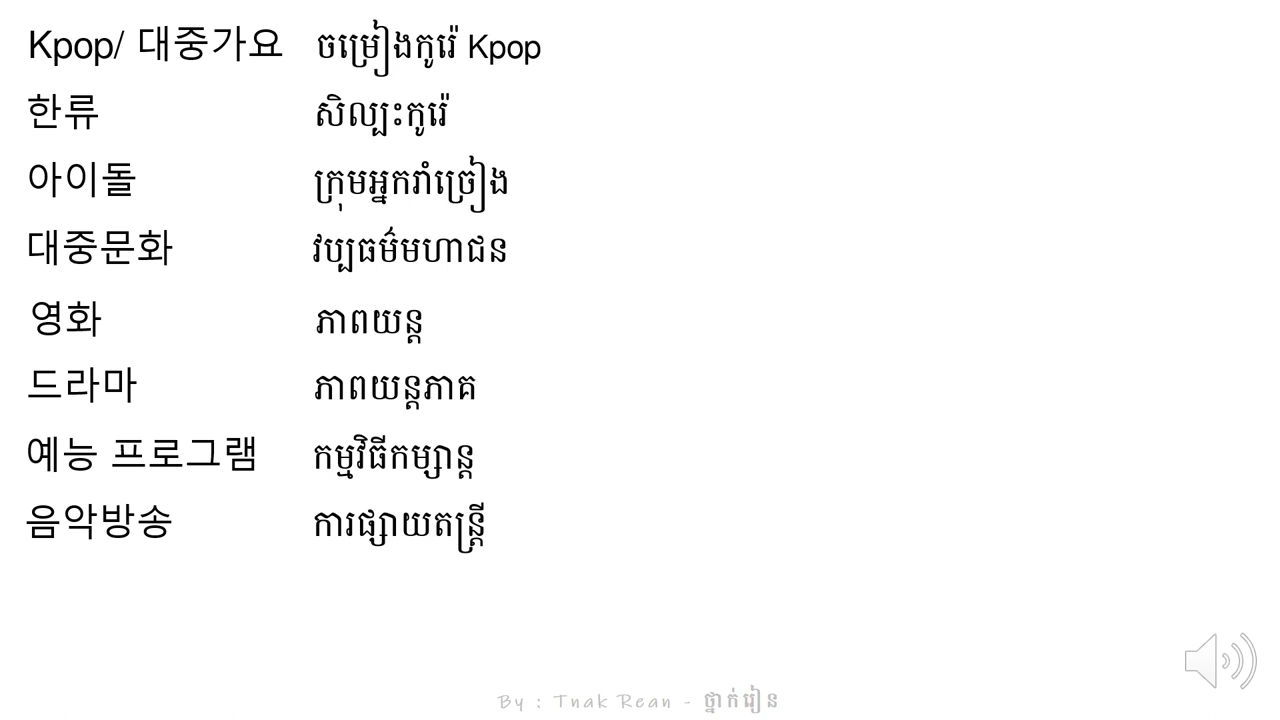 Kpop/ 대중가요 ចម្រៀងកូរ៉េ Kpop
한류 សិល្បះកូរ៉េ
아이돌 ក្រុមអ្នករាំច្រៀង
대중문화 វប្បធម៌មហាជន
영화 ភាពយន្ត
드라마 ភាពយន្តភាគ
예능 프로그램 កម្មវិធីកម្សាន្ត
음악방송 ការផ្សាយតន្ត្រី
By : Tnak Rean - ថ្នាក់រៀន